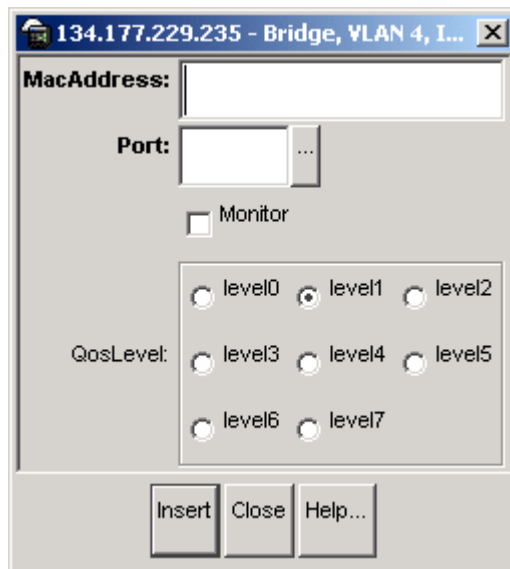 134.177.229.235 - Bridge, VLAN 4, I...
MacAddress:
Port: ...
Monitor
level0 level1 level2
QosLevel: level3 level4 level5
level6 level7
Insert Close Help...